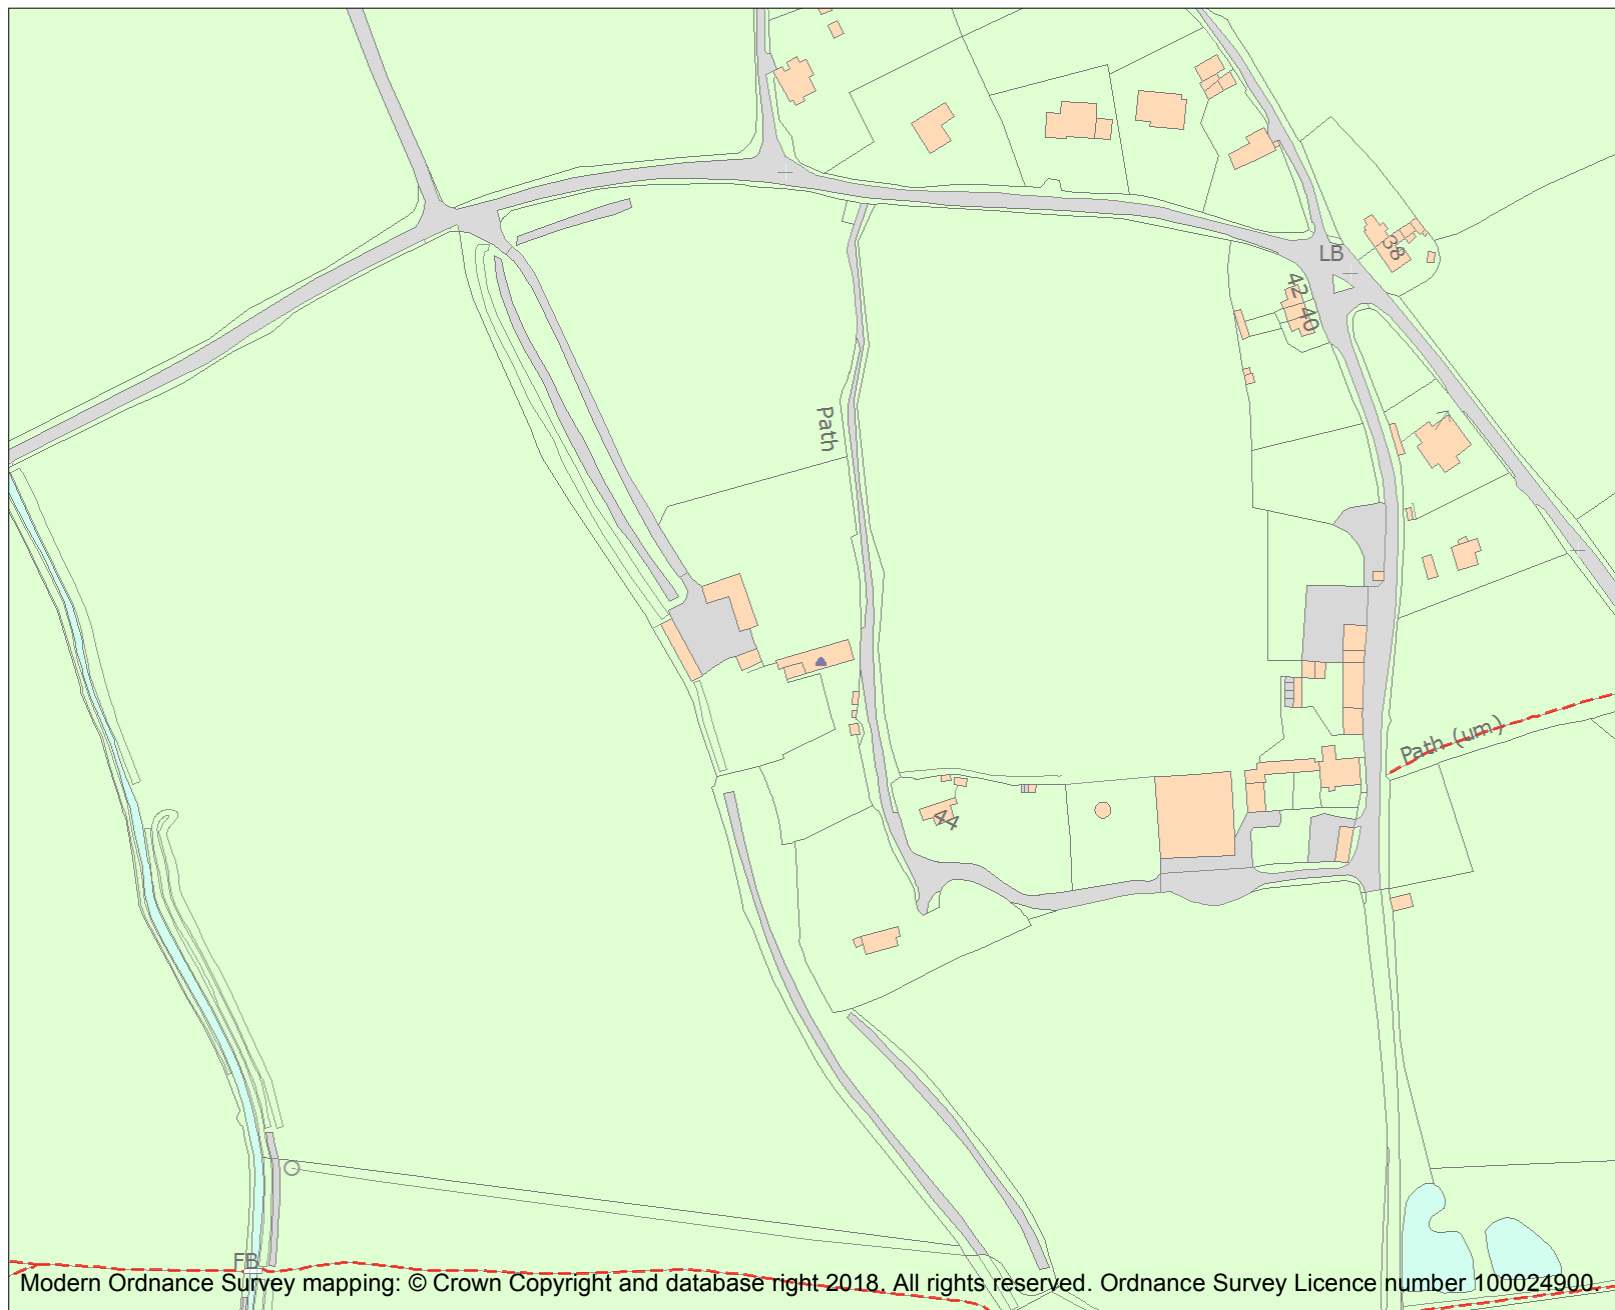 LB
38
42
40
Path
Path (um)
44
FB
Modern Ordnance Survey mapping: © Crown Copyright and database right 2018. All rights reserved. Ordnance Survey Licence number 100024900.